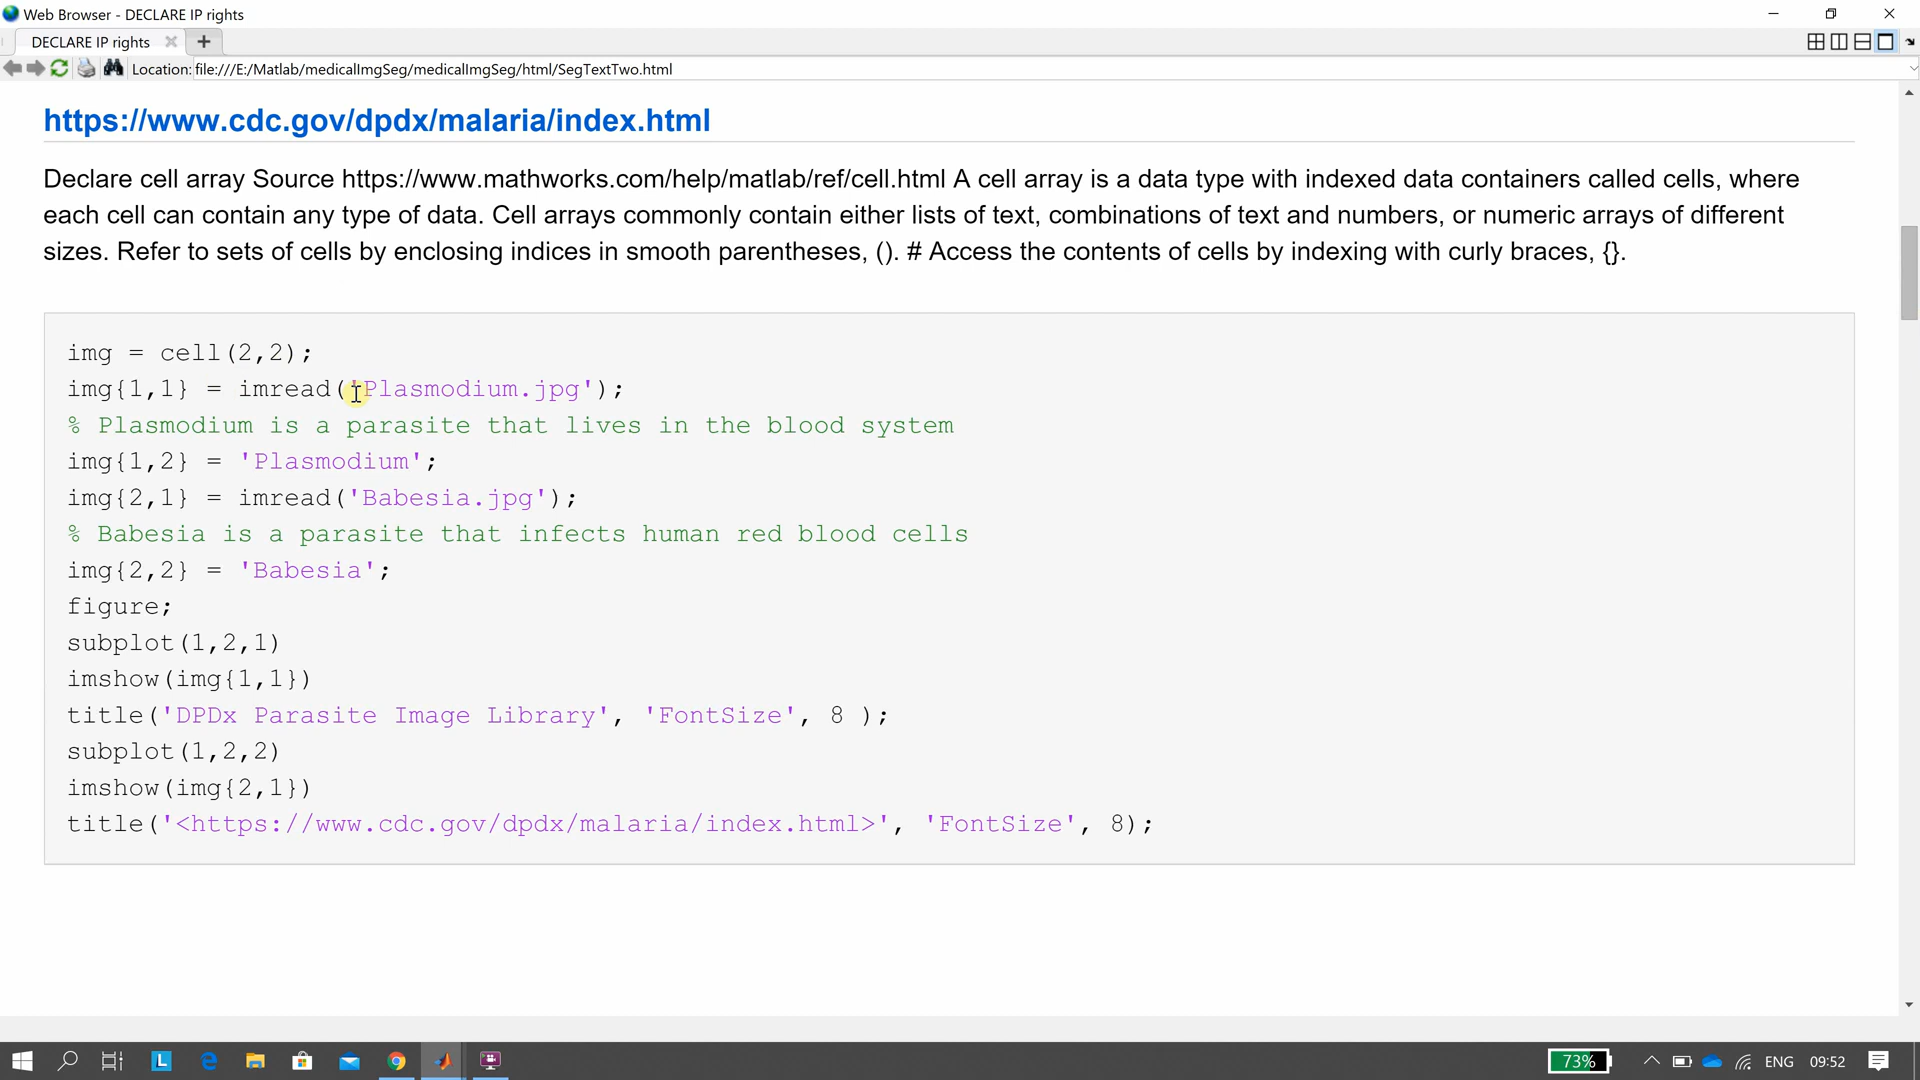 Web Browser - DECLARE IP rights
DECLARE IP rights
Location: file:///E:/Matlab/medicalImgSeg/medicalImgSeg/html/SegTextTwo.html
https://www.cdc.gov/dpdx/malaria/index.html
Declare cell array Source https://www.mathworks.com/help/matlab/ref/cell.html A cell array is a data type with indexed data containers called cells, where
each cell can contain any type of data. Cell arrays commonly contain either lists of text, combinations of text and numbers, or numeric arrays of different
sizes. Refer to sets of cells by enclosing indices in smooth parentheses, (). # Access the contents of cells by indexing with curly braces, {}.
img = cell(2,2);
img{1,1} = imread('Plasmodium.jpg');
% Plasmodium is a parasite that lives in the blood system
img{1,2} = 'Plasmodium';
img{2,1} = imread('Babesia.jpg');
% Babesia is a parasite that infects human red blood cells
img{2,2} = 'Babesia';
figure;
subplot(1,2,1)
imshow(img{1,1})
title('DPDx Parasite Image Library', 'FontSize', 8 );
subplot(1,2,2)
imshow(img{2,1})
title('<https://www.cdc.gov/dpdx/malaria/index.html>', 'FontSize', 8);
L
73%
ENG
09:52